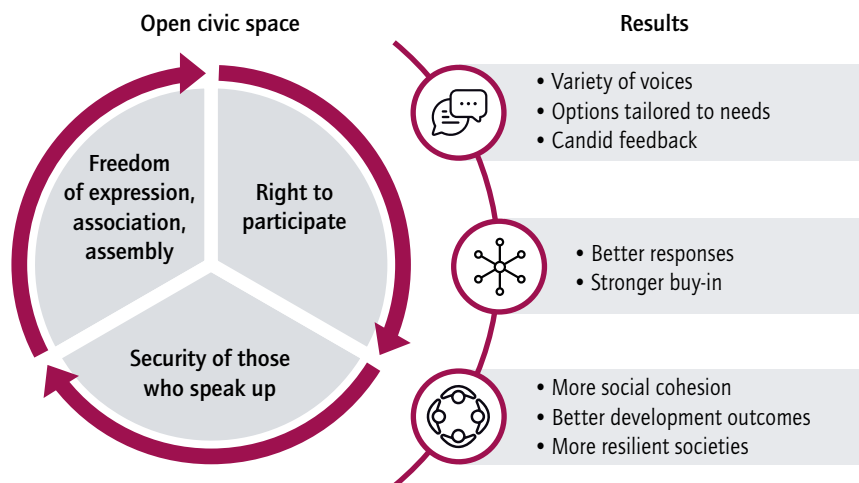 Open civic space
Freedom
of expression,
association,
assembly
Right to
participate
Security of those
who speak up
Results
• Variety of voices
• Options tailored to needs
• Candid feedback
• Better responses
• Stronger buy-in
• More social cohesion
• Better development outcomes
• More resilient societies